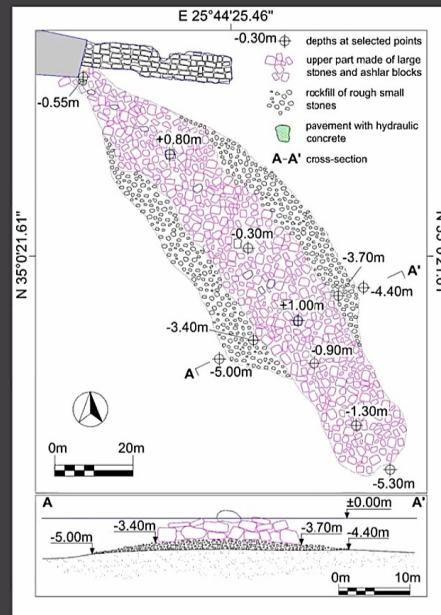 E 25°44'25.46"
-0.30m
depths at selected points
upper part made of large
stones and ashlar blocks
rockfill of rough small
stones
pavement with hydraulic
concrete
A-A' cross-section
-0.55m
+0.80m
N 35°0'21.61"
-0.30m
-3.70m
A'
-4.40m
±1.00m
-3.40m
-0.90m
A
-5.00m
-1.30m
-5.30m
0m
20m
A
±0.00m
A'
-5.00m
-3.40m
-3.70m
-4.40m
0m
10m